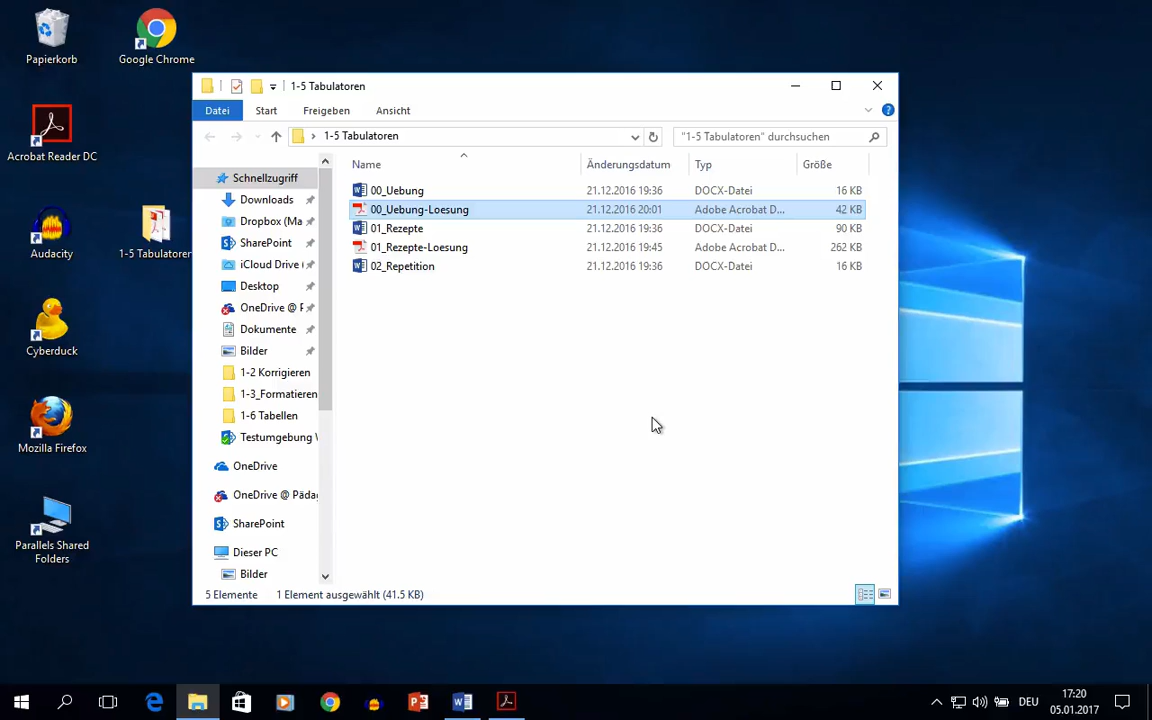 Papierkorb
Google Chrome
Acrobat Reader DC
Audacity
1-5 Tabulatoren
Cyberduck
Mozilla Firefox
Parallels Shared
Folders
1-5 Tabulatoren
Datei Start Freigeben Ansicht
1-5 Tabulatoren
"1-5 Tabulatoren" durchsuchen
Name Änderungsdatum Typ Größe
00_Uebung 21.12.2016 19:36 DOCX-Datei 16 KB
00_Uebung-Loesung 21.12.2016 20:01 Adobe Acrobat D... 42 KB
01_Rezepte 21.12.2016 19:36 DOCX-Datei 90 KB
01_Rezepte-Loesung 21.12.2016 19:45 Adobe Acrobat D... 262 KB
02_Repetition 21.12.2016 19:36 DOCX-Datei 16 KB
Schnellzugriff
Downloads
Dropbox (Ma
SharePoint
iCloud Drive (
Desktop
OneDrive @ P
Dokumente
Bilder
1-2 Korrigieren
1-3_Formatieren
1-6 Tabellen
Testumgebung W
OneDrive
OneDrive @ Pädag
SharePoint
Dieser PC
Bilder
5 Elemente 1 Element ausgewählt (41.5 KB)
DEU
17:20
05.01.2017